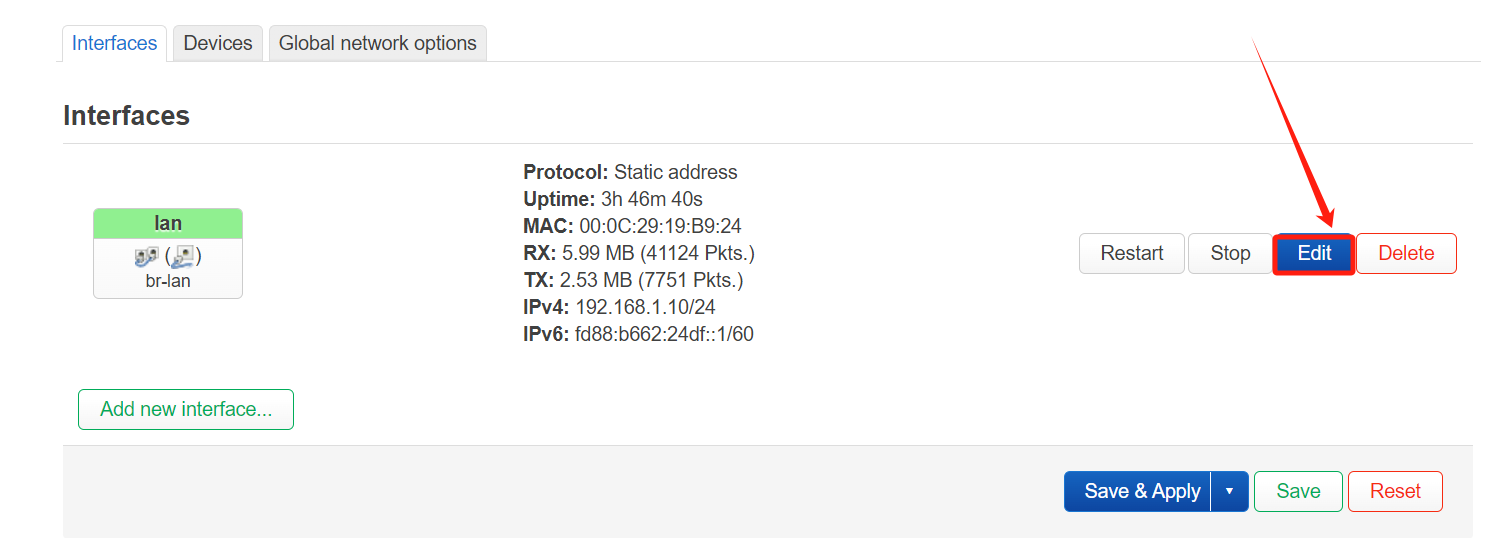 Interfaces Devices Global network options
Interfaces
lan
( )
br-lan
Protocol: Static address
Uptime: 3h 46m 40s
MAC: 00:0C:29:19:B9:24
RX: 5.99 MB (41124 Pkts.)
TX: 2.53 MB (7751 Pkts.)
IPv4: 192.168.1.10/24
IPv6: fd88:b662:24df::1/60
Restart Stop Edit Delete
Add new interface...
Save & Apply Save Reset